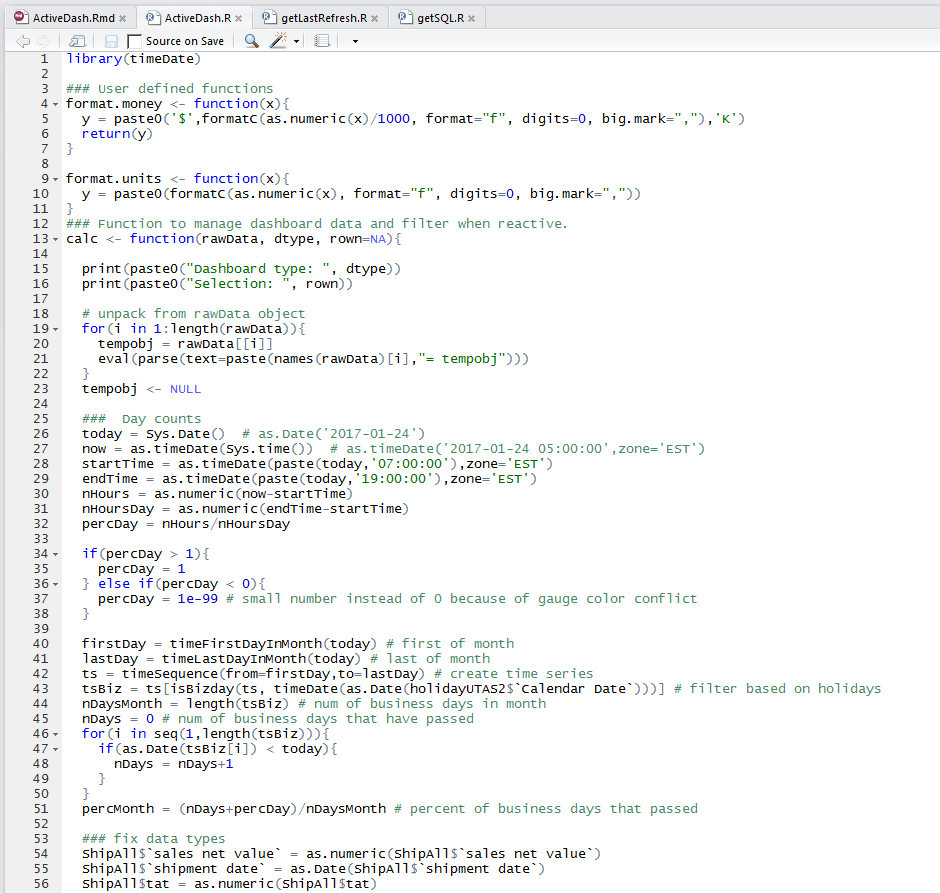 ActiveDash.Rmd × ActiveDash.R × getLastRefresh.R × getSQL.R ×
Source on Save
1 library(timeDate)
2
3 ### User defined functions
4 format.money <- function(x){
5   y = paste0('$',formatC(as.numeric(x)/1000, format="f", digits=0, big.mark=","),'K')
6   return(y)
7 }
8
9 format.units <- function(x){
10   y = paste0(formatC(as.numeric(x), format="f", digits=0, big.mark=","))
11 }
12 ### Function to manage dashboard data and filter when reactive.
13 calc <- function(rawData, dtype, rown=NA){
14
15   print(paste0("Dashboard type: ", dtype))
16   print(paste0("Selection: ", rown))
17
18   # unpack from rawData object
19   for(i in 1:length(rawData)){
20     tempobj = rawData[[i]]
21     eval(parse(text=paste(names(rawData)[i],"= tempobj")))
22   }
23   tempobj <- NULL
24
25   ###  Day counts
26   today = Sys.Date()  # as.Date('2017-01-24')
27   now = as.timeDate(Sys.time())  # as.timeDate('2017-01-24 05:00:00',zone='EST')
28   startTime = as.timeDate(paste(today,'07:00:00'),zone='EST')
29   endTime = as.timeDate(paste(today,'19:00:00'),zone='EST')
30   nHours = as.numeric(now-startTime)
31   nHoursDay = as.numeric(endTime-startTime)
32   percDay = nHours/nHoursDay
33
34   if(percDay > 1){
35     percDay = 1
36   } else if(percDay < 0){
37     percDay = 1e-99 # small number instead of 0 because of gauge color conflict
38   }
39
40   firstDay = timeFirstDayInMonth(today) # first of month
41   lastDay = timeLastDayInMonth(today) # last of month
42   ts = timeSequence(from=firstDay,to=lastDay) # create time series
43   tsBiz = ts[isBizday(ts, timeDate(as.Date(holidayUTAS2$`Calendar Date`)))] # filter based on holidays
44   nDaysMonth = length(tsBiz) # num of business days in month
45   nDays = 0 # num of business days that have passed
46   for(i in seq(1,length(tsBiz))){
47     if(as.Date(tsBiz[i]) < today){
48       nDays = nDays+1
49     }
50   }
51   percMonth = (nDays+percDay)/nDaysMonth # percent of business days that passed
52
53   ### fix data types
54   ShipAll$`sales net value` = as.numeric(ShipAll$`sales net value`)
55   ShipAll$`shipment date` = as.Date(ShipAll$`shipment date`)
56   ShipAll$tat = as.numeric(ShipAll$tat)